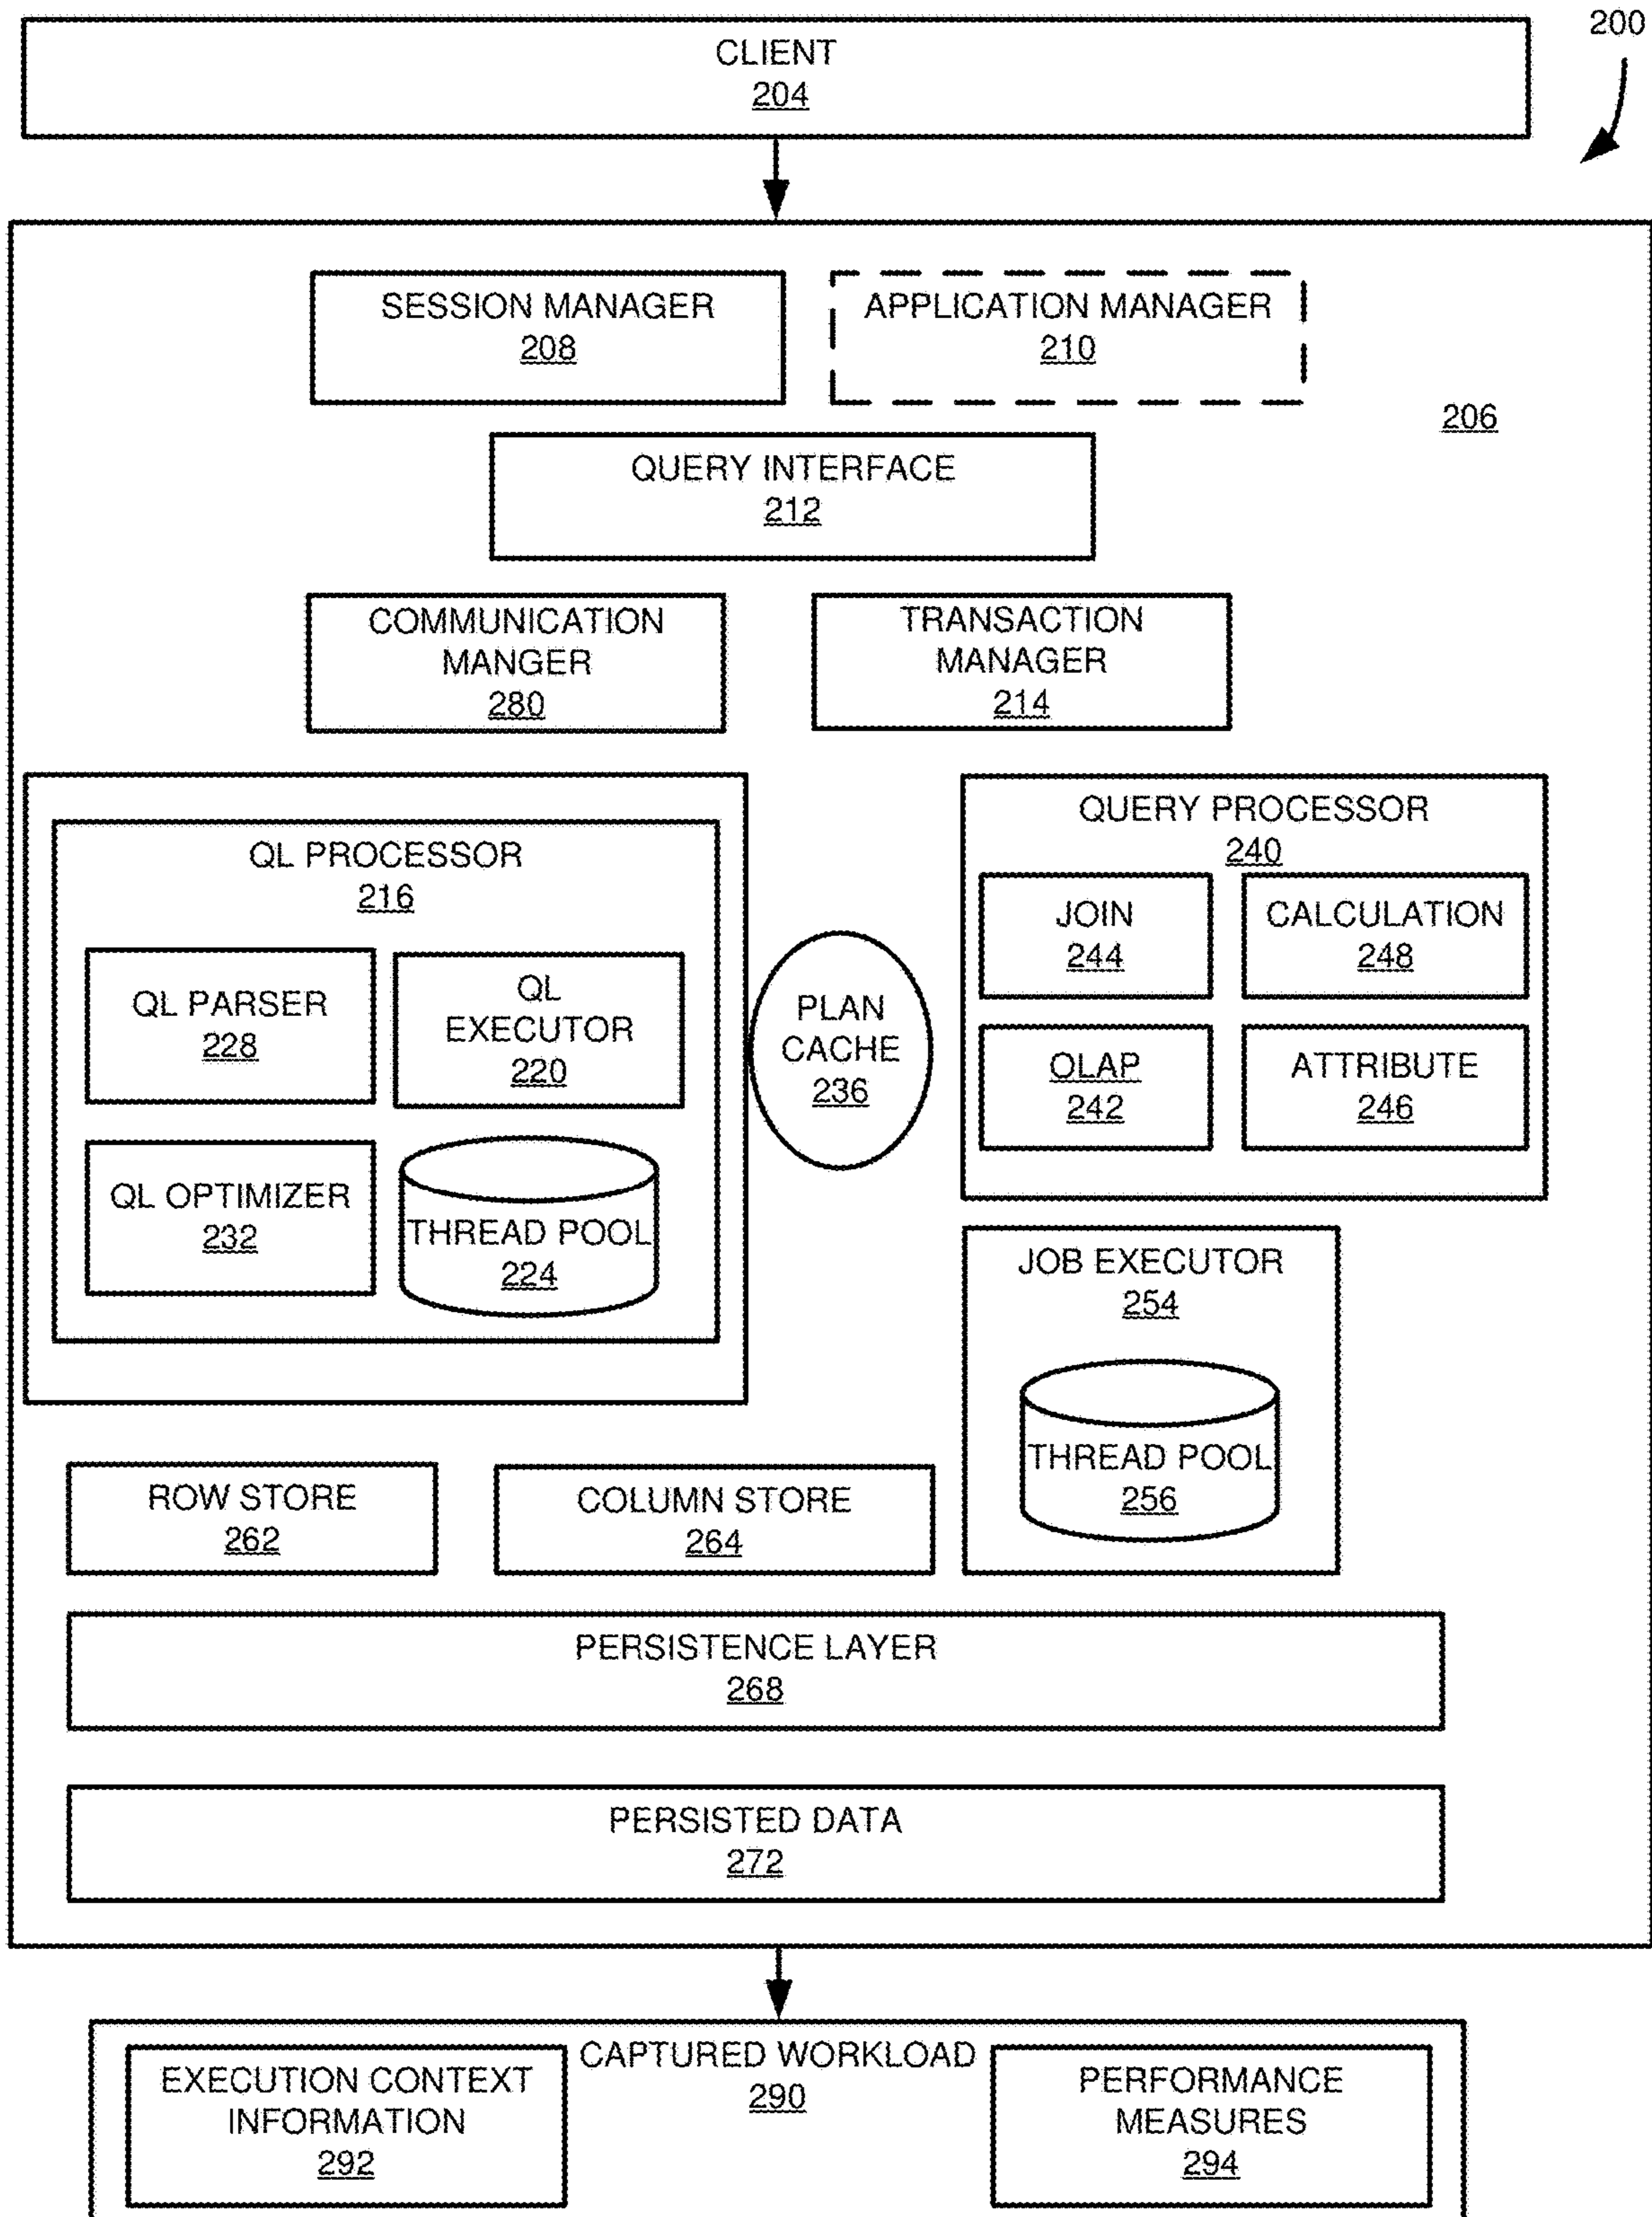 200
CLIENT
204
SESSION MANAGER
208
APPLICATION MANAGER
210
206
QUERY INTERFACE
212
COMMUNICATION
MANGER
280
TRANSACTION
MANAGER
214
QL PROCESSOR
216
QL PARSER
228
QL
EXECUTOR
220
QL OPTIMIZER
232
THREAD POOL
224
PLAN
CACHE
236
QUERY PROCESSOR
240
JOIN
244
CALCULATION
248
OLAP
242
ATTRIBUTE
246
JOB EXECUTOR
254
THREAD POOL
256
ROW STORE
262
COLUMN STORE
264
PERSISTENCE LAYER
268
PERSISTED DATA
272
CAPTURED WORKLOAD
290
EXECUTION CONTEXT
INFORMATION
292
PERFORMANCE
MEASURES
294